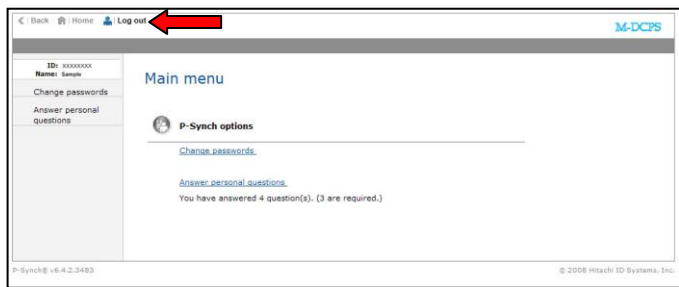 Back Home Log out
M-DCPS
ID: XXXXXXXX
Name: Sample
Change passwords
Answer personal
questions
Main menu
P-Synch options
Change passwords
Answer personal questions
You have answered 4 question(s). (3 are required.)
P-Synch® v6.4.2.3483
© 2008 Hitachi ID Systems, Inc.